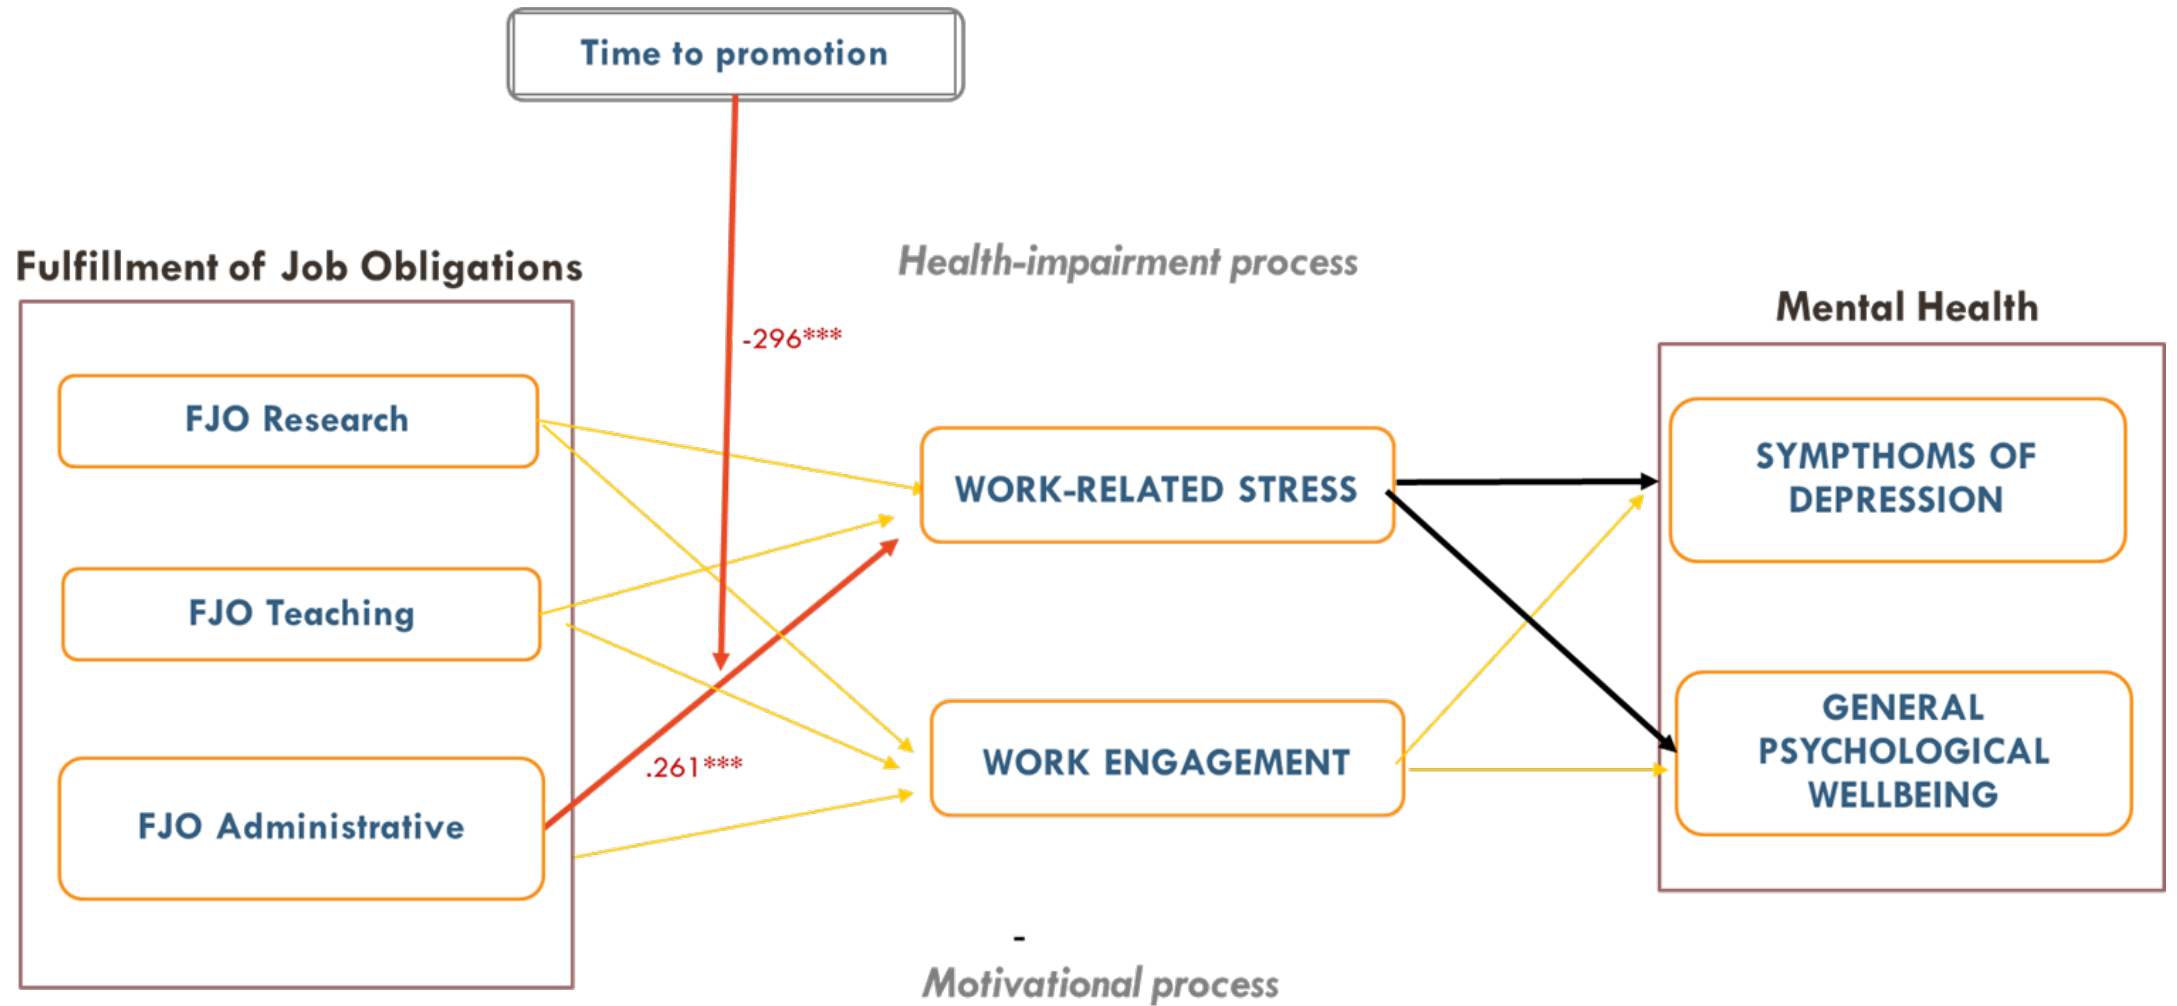 Time to promotion
Health-impairment process
Fulfillment of Job Obligations
Mental Health
-296***
FJO Research
WORK-RELATED STRESS
SYMPTHOMS OF
DEPRESSION
FJO Teaching
.261***
WORK ENGAGEMENT
GENERAL
PSYCHOLOGICAL
WELLBEING
FJO Administrative
-
Motivational process